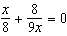 x/8 + 8/9x = 0